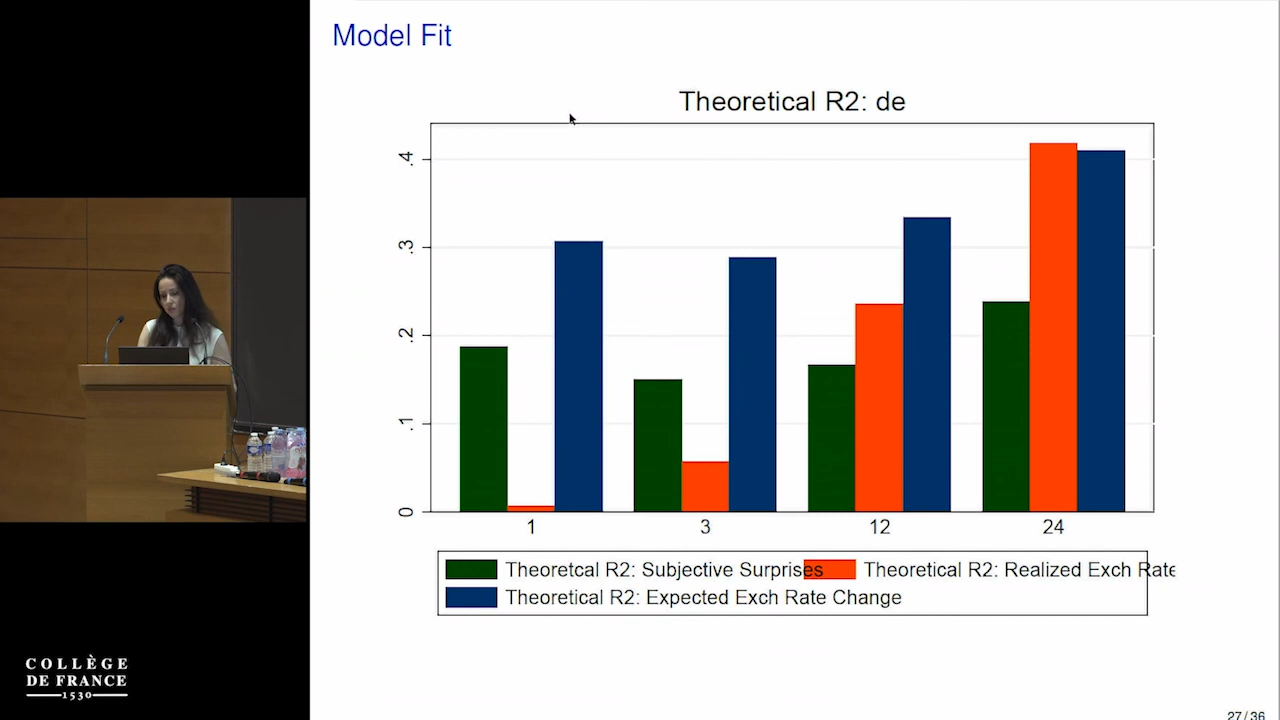 Model Fit
Theoretical R2: de
.4
.3
.2
.1
0
1 3 12 24
Theoretcal R2: Subjective Surprises Theoretical R2: Realized Exch Rate
Theoretical R2: Expected Exch Rate Change
COLLÈGE
DE FRANCE
1530
27/36